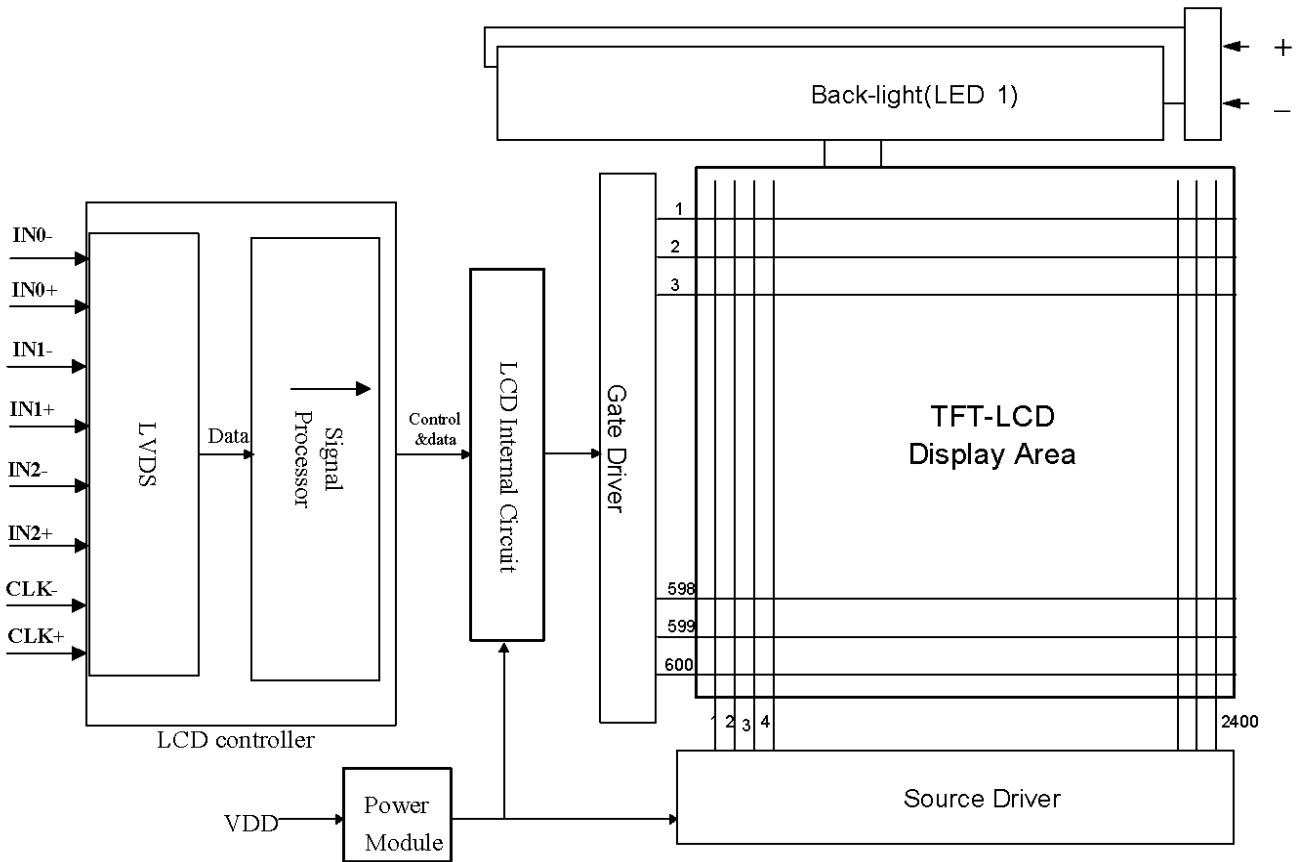 +
Back-light(LED 1)
–
IN0-
IN0+
IN1-
IN1+
IN2-
IN2+
CLK-
CLK+
LVDS
Data
Signal
Processor
LCD controller
Control
&data
LCD Internal Circuit
Gate Driver
1
2
3
TFT-LCD
Display Area
598
599
600
1 2 3 4 2400
Source Driver
VDD
Power
Module